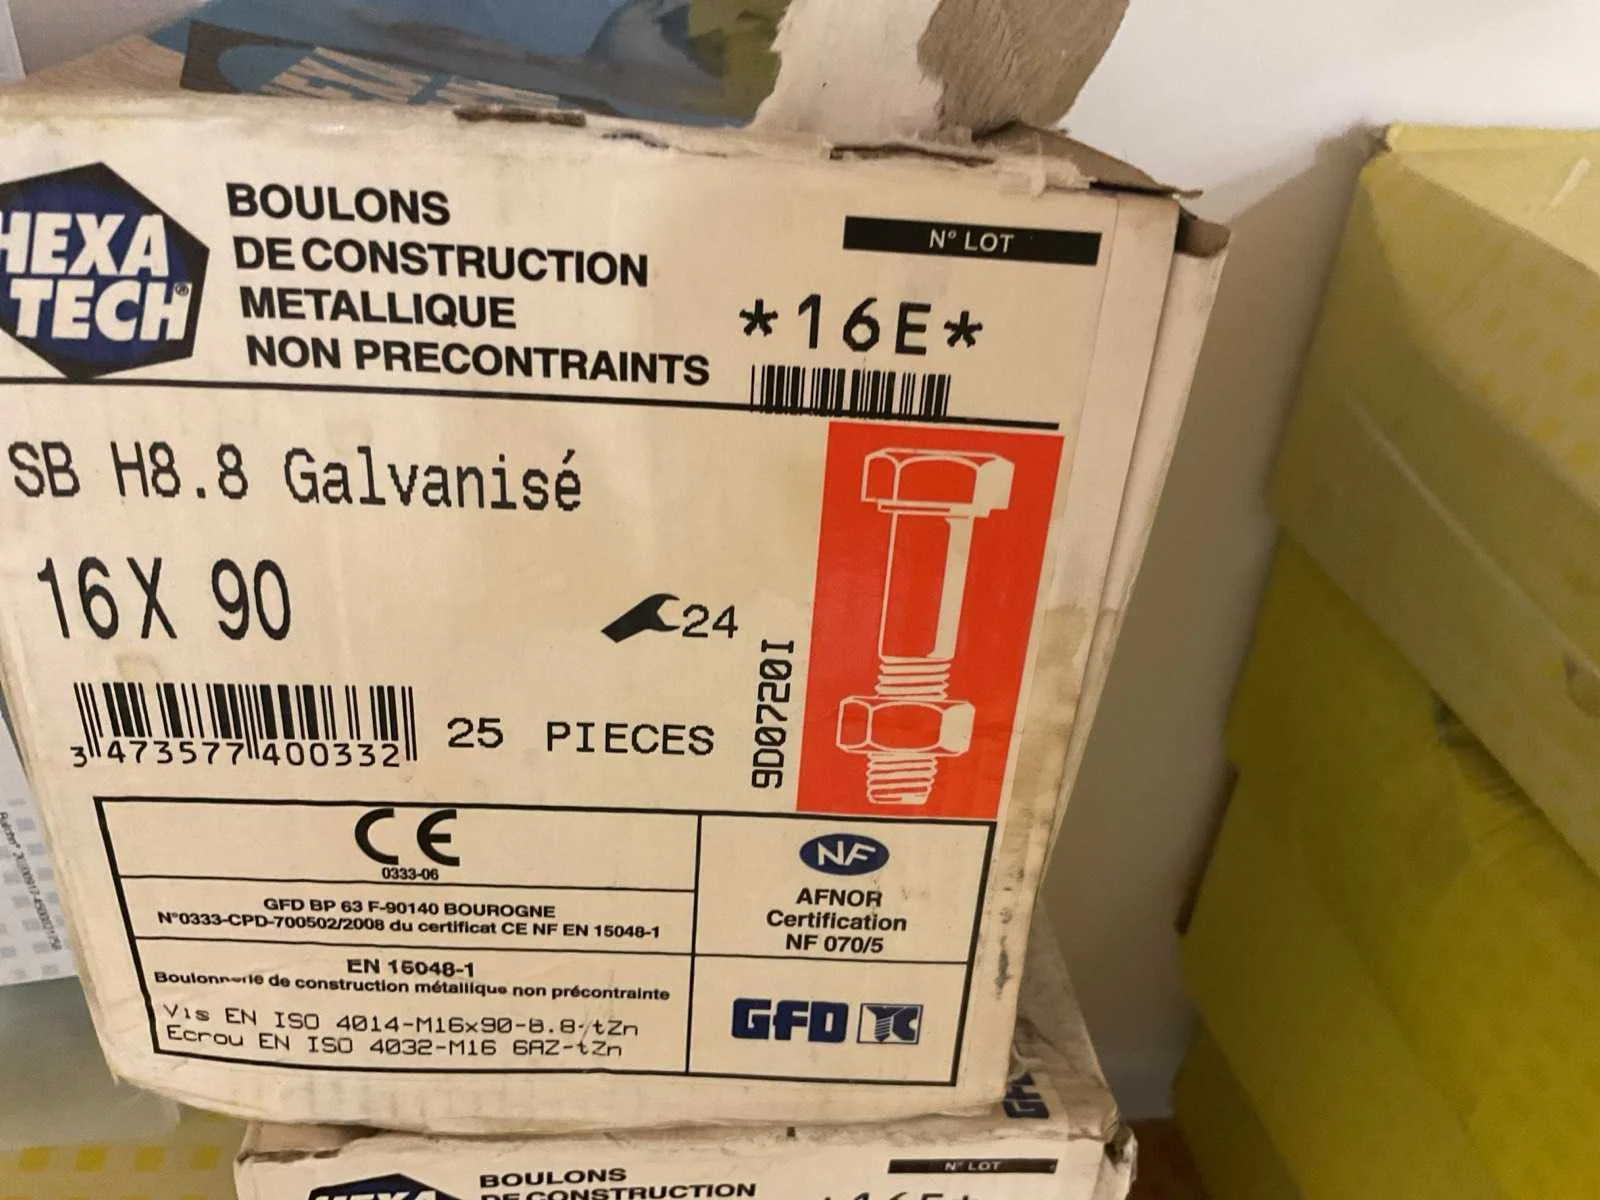 HEXA
TECH®
BOULONS
DE CONSTRUCTION
METALLIQUE
NON PRECONTRAINTS
N° LOT
*16E*
SB H8.8 Galvanisé
16X 90
24
3 473577 400332
25 PIECES
9D0720I
CE
0333-06
GFD BP 63 F-90140 BOUROGNE
N°0333-CPD-700502/2008 du certificat CE NF EN 15048-1
EN 15048-1
Boulonnerie de construction métallique non précontrainte
Vis EN ISO 4014-M16x90-8.8-tZn
Ecrou EN ISO 4032-M16 6AZ-tZn
NF
AFNOR
Certification
NF 070/5
GFD
GFD
HEXA
BOULONS
DE CONSTRUCTION
N° LOT
*16E*